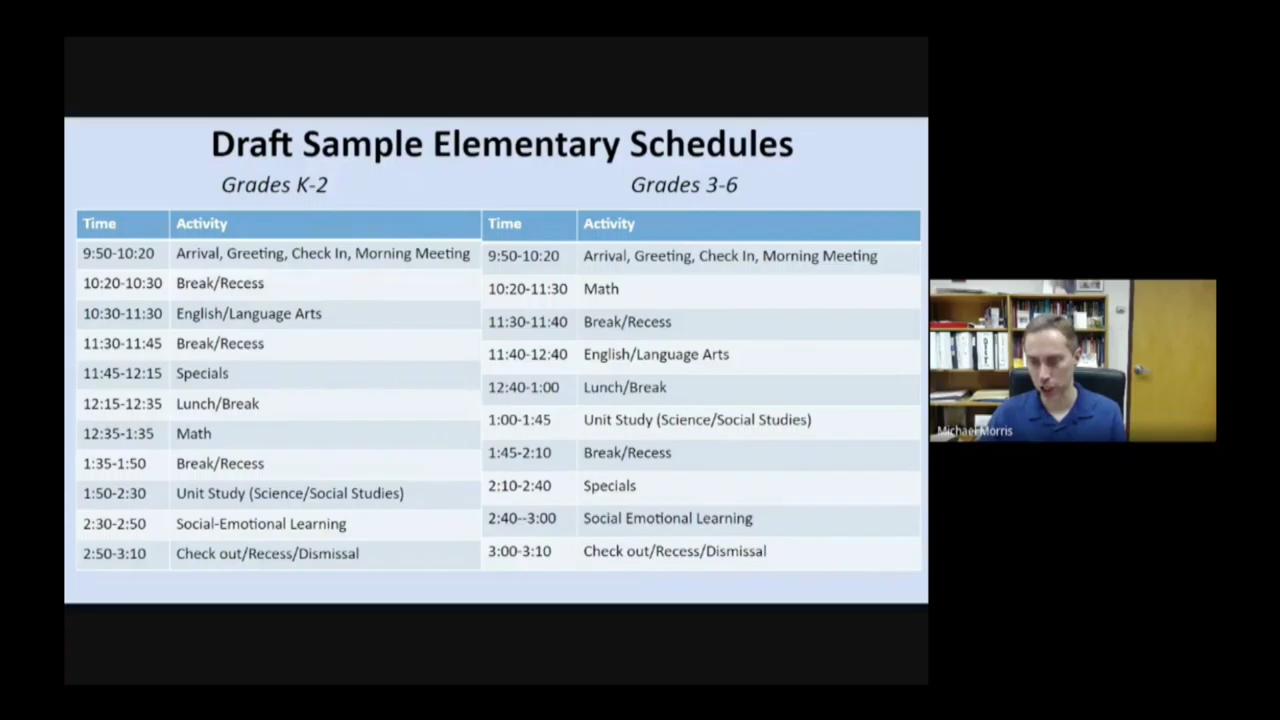 Draft Sample Elementary Schedules
Grades K-2
Time Activity
9:50-10:20 Arrival, Greeting, Check In, Morning Meeting
10:20-10:30 Break/Recess
10:30-11:30 English/Language Arts
11:30-11:45 Break/Recess
11:45-12:15 Specials
12:15-12:35 Lunch/Break
12:35-1:35 Math
1:35-1:50 Break/Recess
1:50-2:30 Unit Study (Science/Social Studies)
2:30-2:50 Social-Emotional Learning
2:50-3:10 Check out/Recess/Dismissal
Grades 3-6
Time Activity
9:50-10:20 Arrival, Greeting, Check In, Morning Meeting
10:20-11:30 Math
11:30-11:40 Break/Recess
11:40-12:40 English/Language Arts
12:40-1:00 Lunch/Break
1:00-1:45 Unit Study (Science/Social Studies)
1:45-2:10 Break/Recess
2:10-2:40 Specials
2:40--3:00 Social Emotional Learning
3:00-3:10 Check out/Recess/Dismissal
Michael Morris